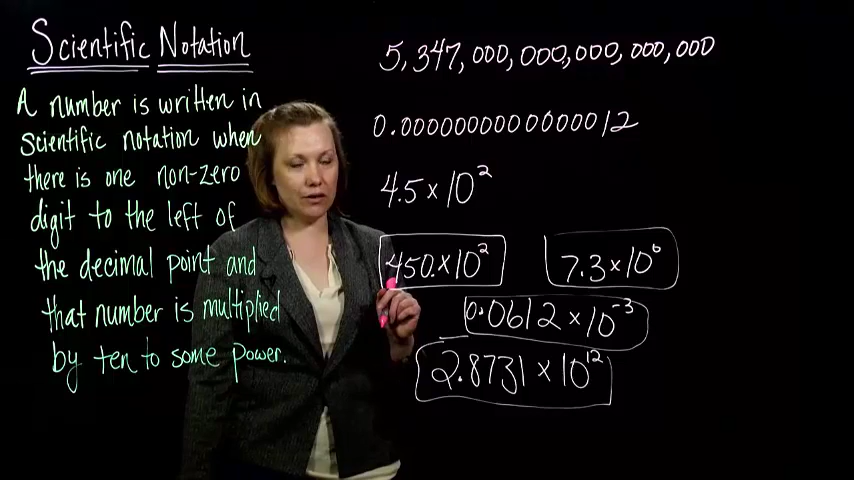 Scientific Notation
A number is written in
scientific notation when
there is one non-zero
digit to the left of
the decimal point and
that number is multiplied
by ten to some power.
5,347,000,000,000,000,000
0.00000000000000012
4.5 × 10²
450. × 10²
7.3 × 10⁶
0.0612 × 10⁻³
2.8731 × 10¹²